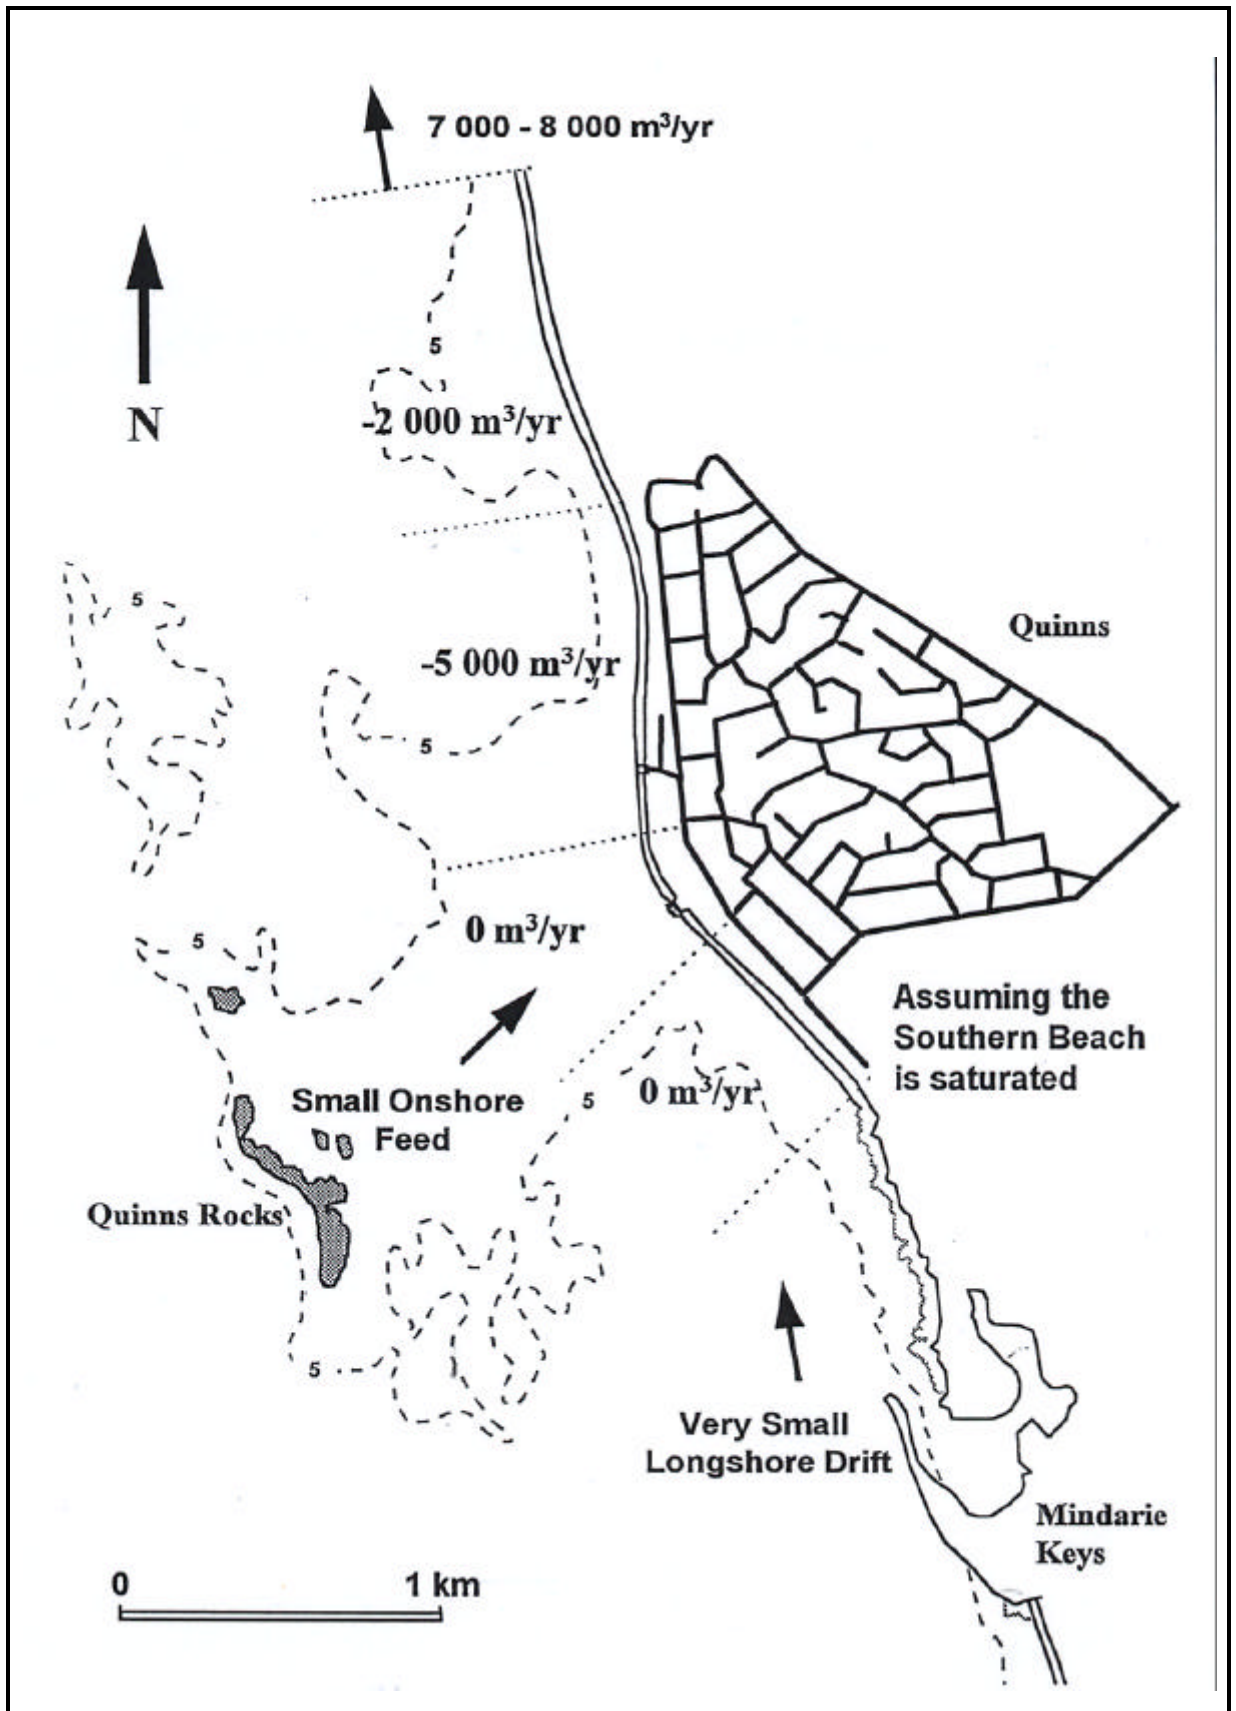 7 000 - 8 000 m³/yr
N
5
-2 000 m³/yr
5
Quinns
-5 000 m³/yr
5
0 m³/yr
5
Assuming the
Southern Beach
is saturated
0 m³/yr
5
Small Onshore
Feed
Quinns Rocks
5
Very Small
Longshore Drift
Mindarie
Keys
0
1 km